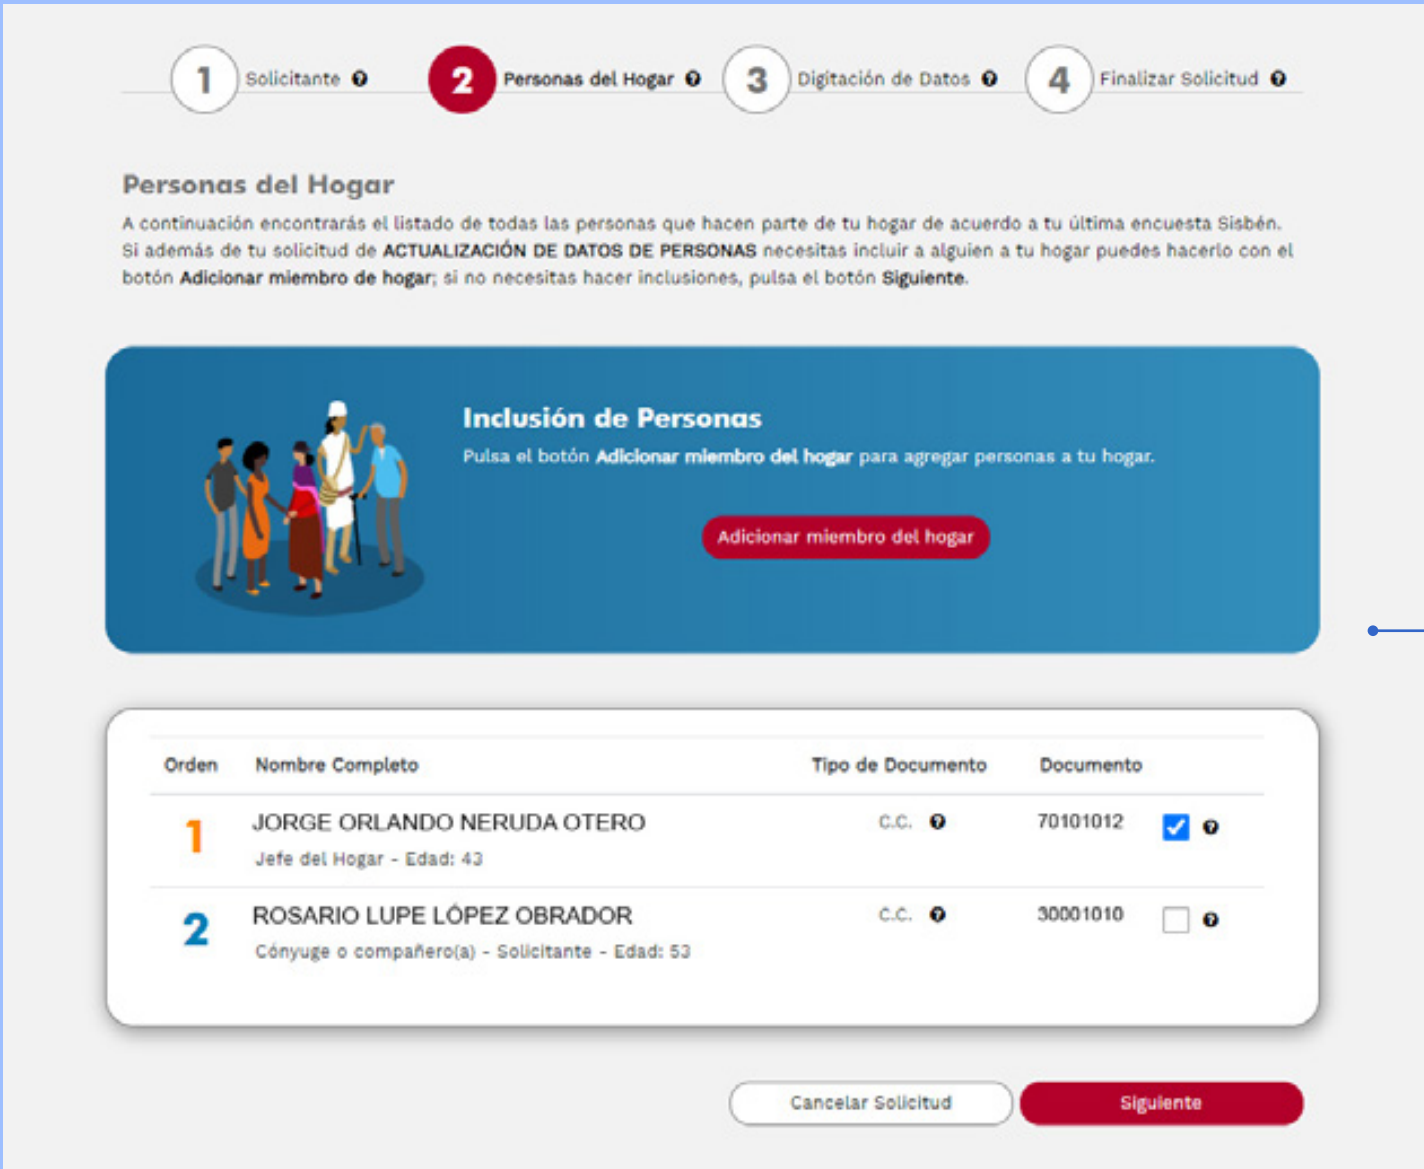 1 Solicitante ? 2 Personas del Hogar ? 3 Digitación de Datos ? 4 Finalizar Solicitud ?
Personas del Hogar
A continuación encontrarás el listado de todas las personas que hacen parte de tu hogar de acuerdo a tu última encuesta Sisbén.
Si además de tu solicitud de ACTUALIZACIÓN DE DATOS DE PERSONAS necesitas incluir a alguien a tu hogar puedes hacerlo con el
botón Adicionar miembro de hogar; si no necesitas hacer inclusiones, pulsa el botón Siguiente.
Inclusión de Personas
Pulsa el botón Adicionar miembro del hogar para agregar personas a tu hogar.
Adicionar miembro del hogar
Orden Nombre Completo Tipo de Documento Documento
1 JORGE ORLANDO NERUDA OTERO C.C. ? 70101012 ?
Jefe del Hogar - Edad: 43
2 ROSARIO LUPE LÓPEZ OBRADOR C.C. ? 30001010 ?
Cónyuge o compañero(a) - Solicitante - Edad: 53
Cancelar Solicitud Siguiente